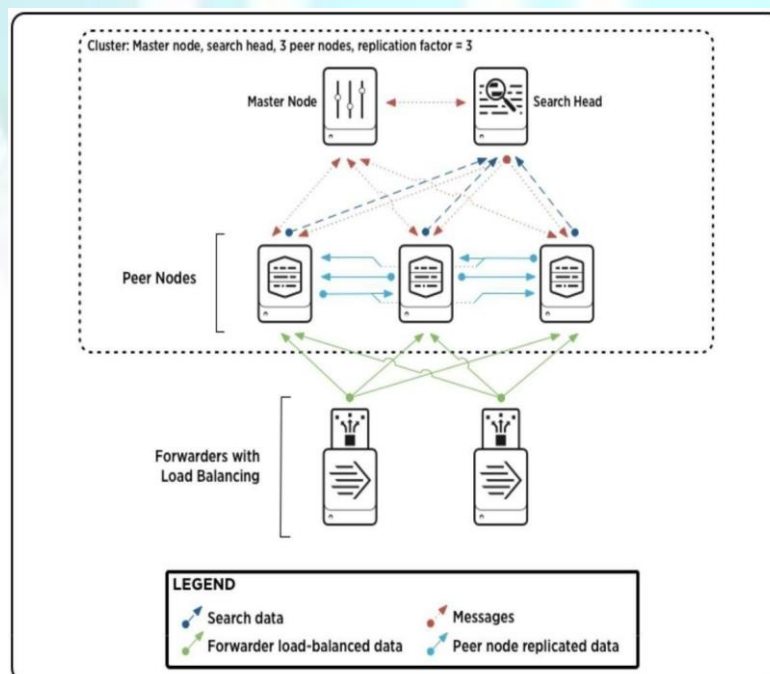 Cluster: Master node, search head, 3 peer nodes, replication factor = 3
Master Node
Search Head
Peer Nodes
Forwarders with
Load Balancing
LEGEND
Search data
Messages
Forwarder load-balanced data
Peer node replicated data